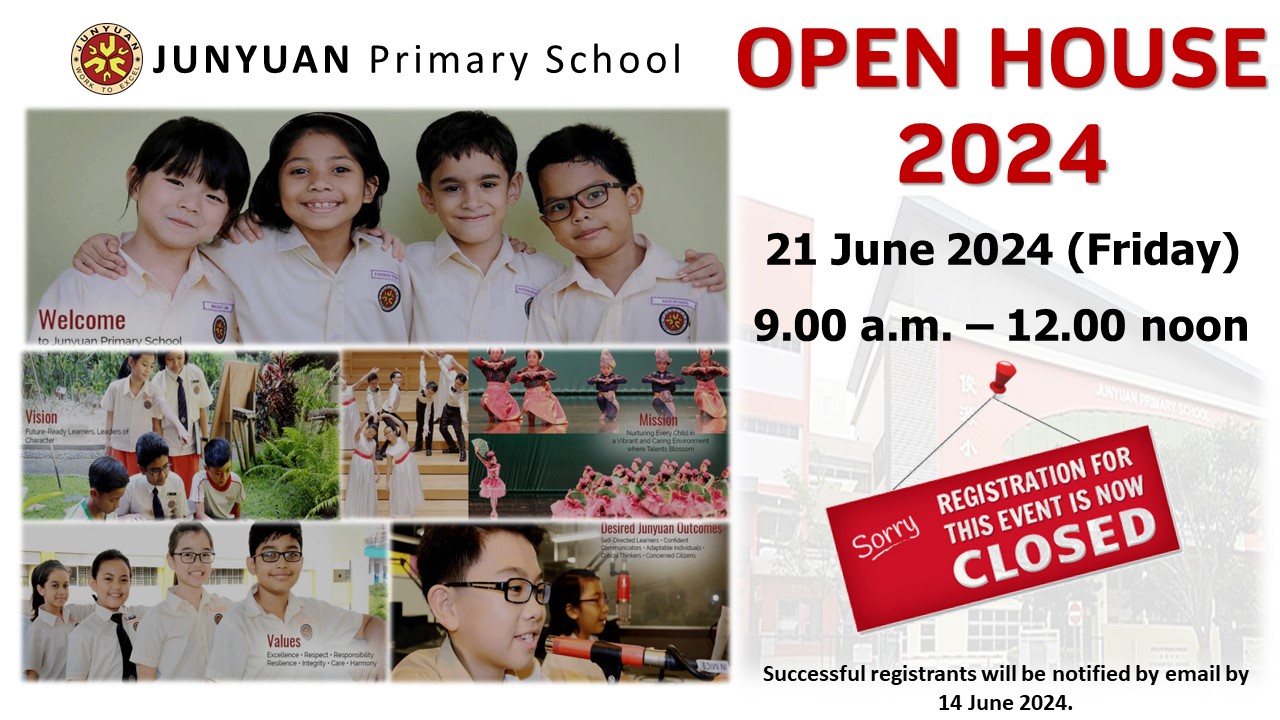 JUNYUAN
WORK TO EXCEL
JUNYUAN Primary School
OPEN HOUSE
2024
21 June 2024 (Friday)
9.00 a.m. – 12.00 noon
Welcome
to Junyuan Primary School
Vision
Future-Ready Learners, Leaders of
Character
Mission
Nurturing Every Child in
a Vibrant and Caring Environment
where Talents Blossom
Values
Excellence • Respect • Responsibility
Resilience • Integrity • Care • Harmony
Desired Junyuan Outcomes
Self-Directed Learners • Confident
Communicators • Adaptable Individuals •
Critical Thinkers • Concerned Citizens
JUNYUAN PRIMARY SCHOOL
Sorry
REGISTRATION FOR
THIS EVENT IS NOW
CLOSED
Successful registrants will be notified by email by
14 June 2024.